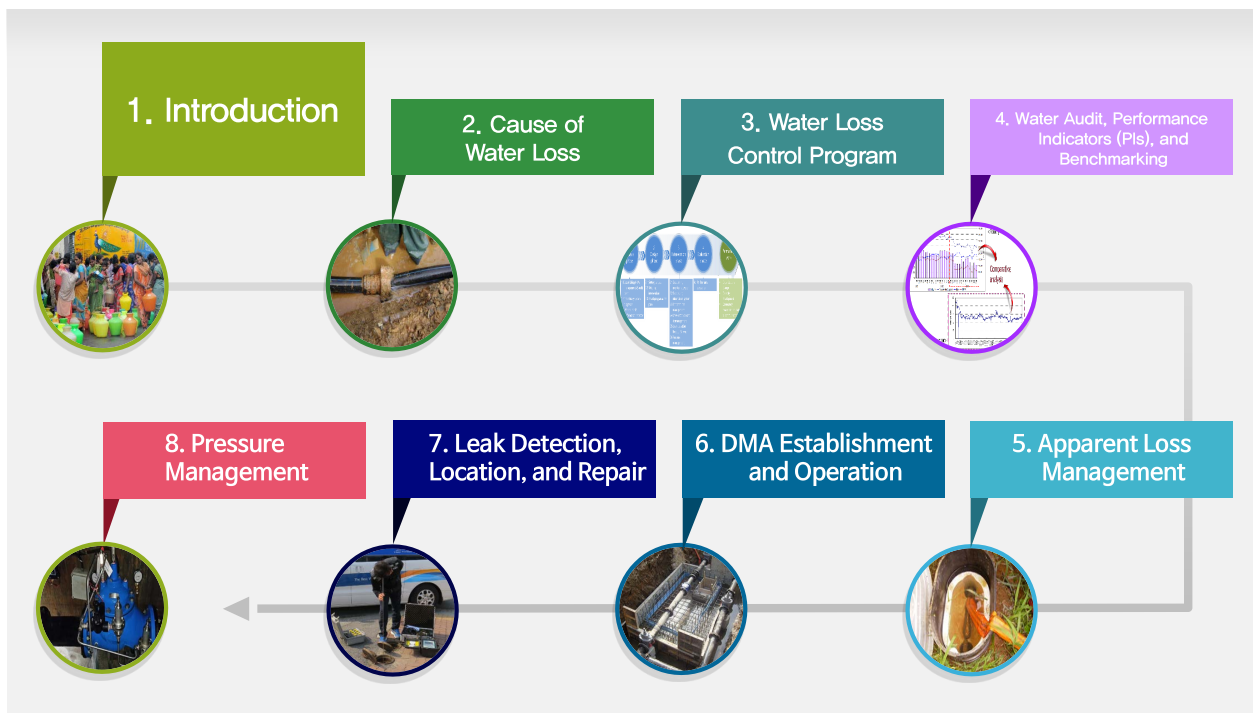 1. Introduction
2. Cause of
Water Loss
3. Water Loss
Control Program
4. Water Audit, Performance
Indicators (PIs), and
Benchmarking
Comparative
analysis
8. Pressure
Management
7. Leak Detection,
Location, and Repair
6. DMA Establishment
and Operation
5. Apparent Loss
Management